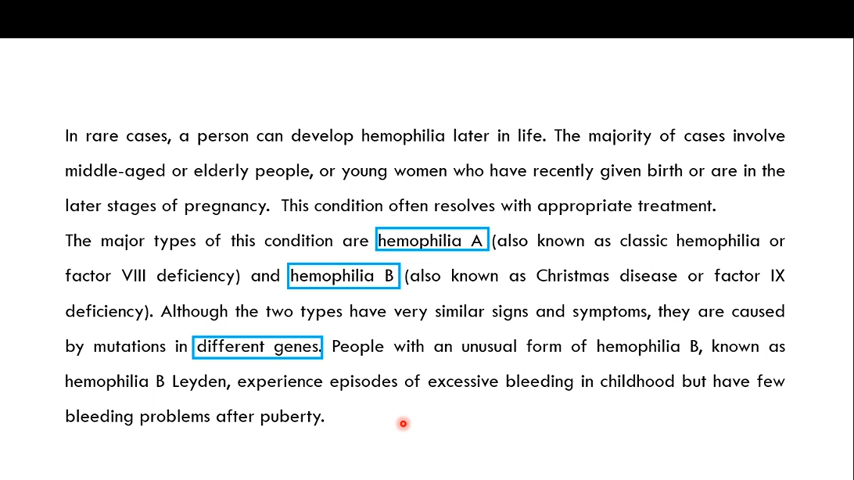 In rare cases, a person can develop hemophilia later in life. The majority of cases involve
middle-aged or elderly people, or young women who have recently given birth or are in the
later stages of pregnancy.  This condition often resolves with appropriate treatment.
The major types of this condition are hemophilia A (also known as classic hemophilia or
factor VIII deficiency) and hemophilia B (also known as Christmas disease or factor IX
deficiency). Although the two types have very similar signs and symptoms, they are caused
by mutations in different genes. People with an unusual form of hemophilia B, known as
hemophilia B Leyden, experience episodes of excessive bleeding in childhood but have few
bleeding problems after puberty.